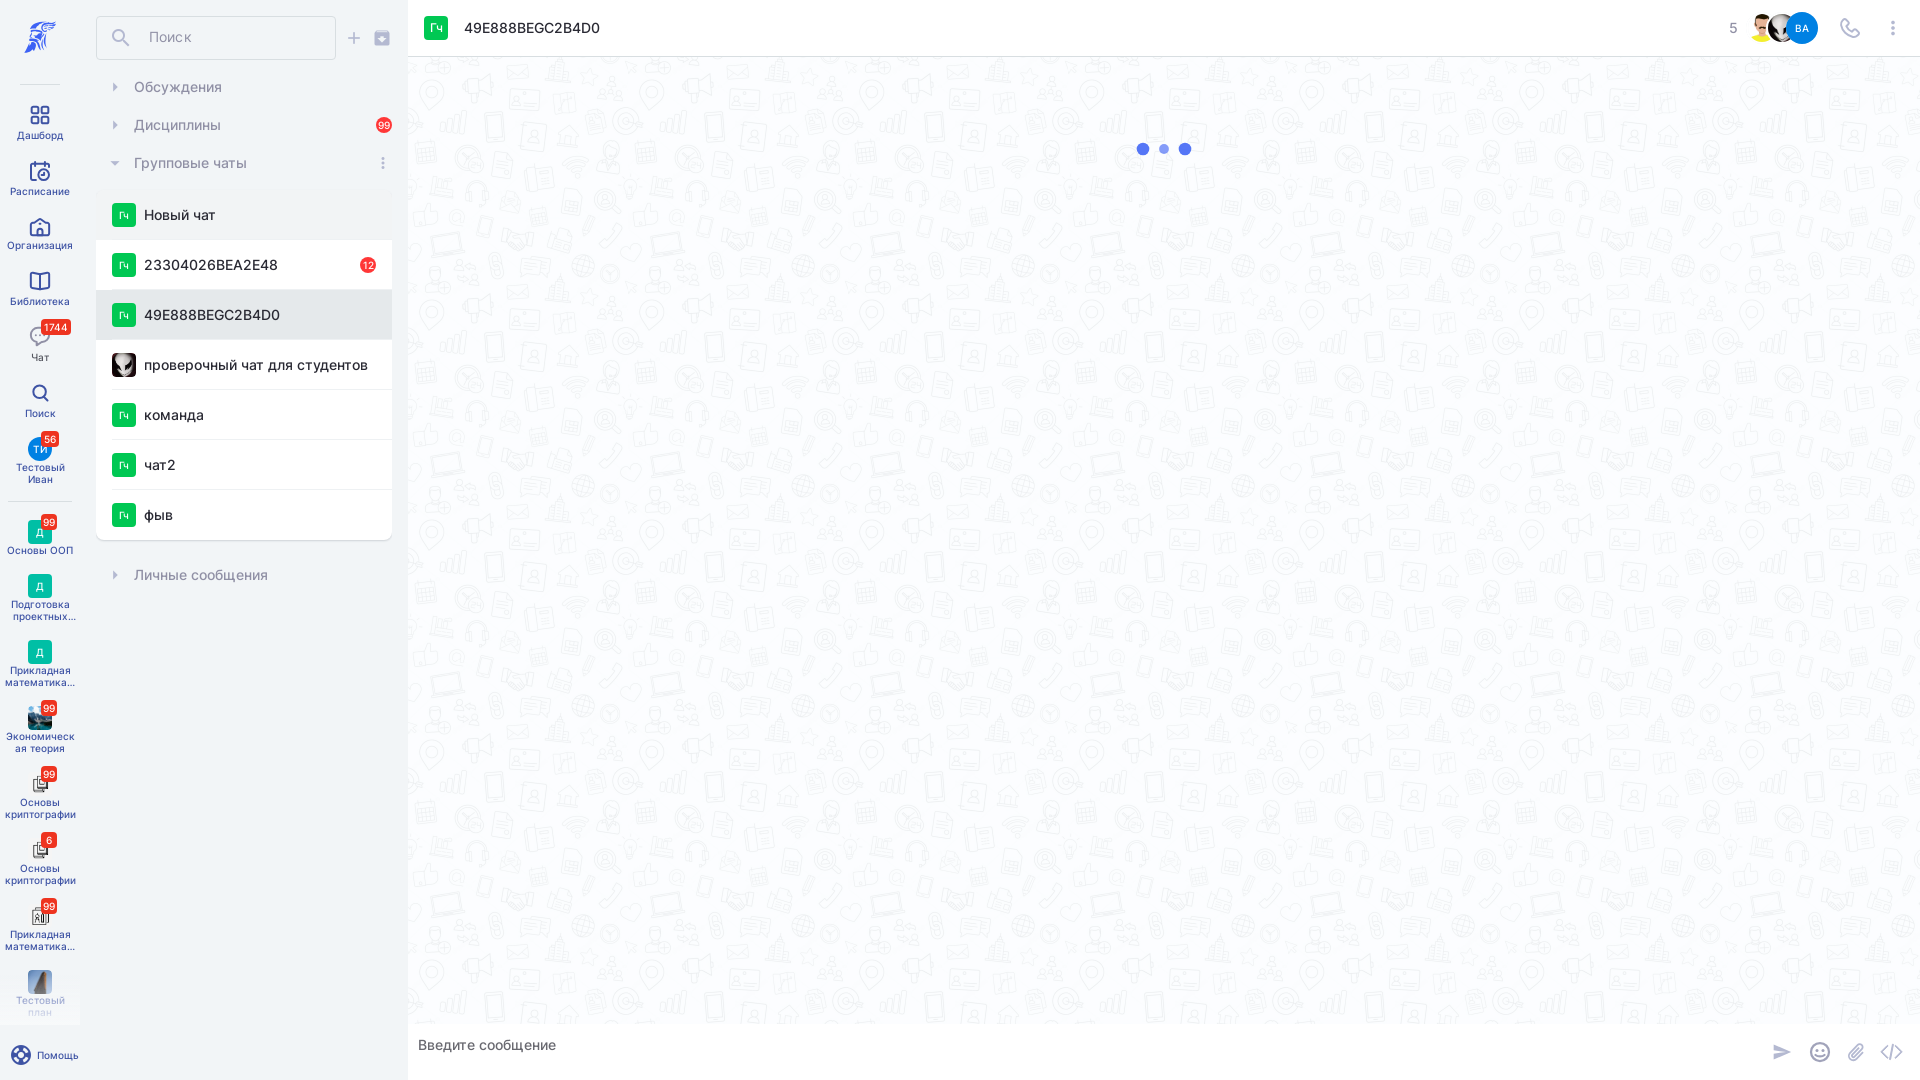 Поиск
Гч
49E888BEGC2B4D0
5
ВА
Обсуждения
Дисциплины
99
Групповые чаты
Гч
Новый чат
Гч
23304026BEA2E48
12
Гч
49E888BEGC2B4D0
проверочный чат для студентов
Гч
команда
Гч
чат2
Гч
фыв
Личные сообщения
Дашборд
Расписание
Организация
Библиотека
1744
Чат
Поиск
56
ТИ
Тестовый
Иван
99
Д
Основы ООП
Д
Подготовка
проектных...
Д
Прикладная
математика...
99
Экономическ
ая теория
99
Основы
криптографии
6
Основы
криптографии
99
Прикладная
математика...
Тестовый
план
Помощь
Введите сообщение